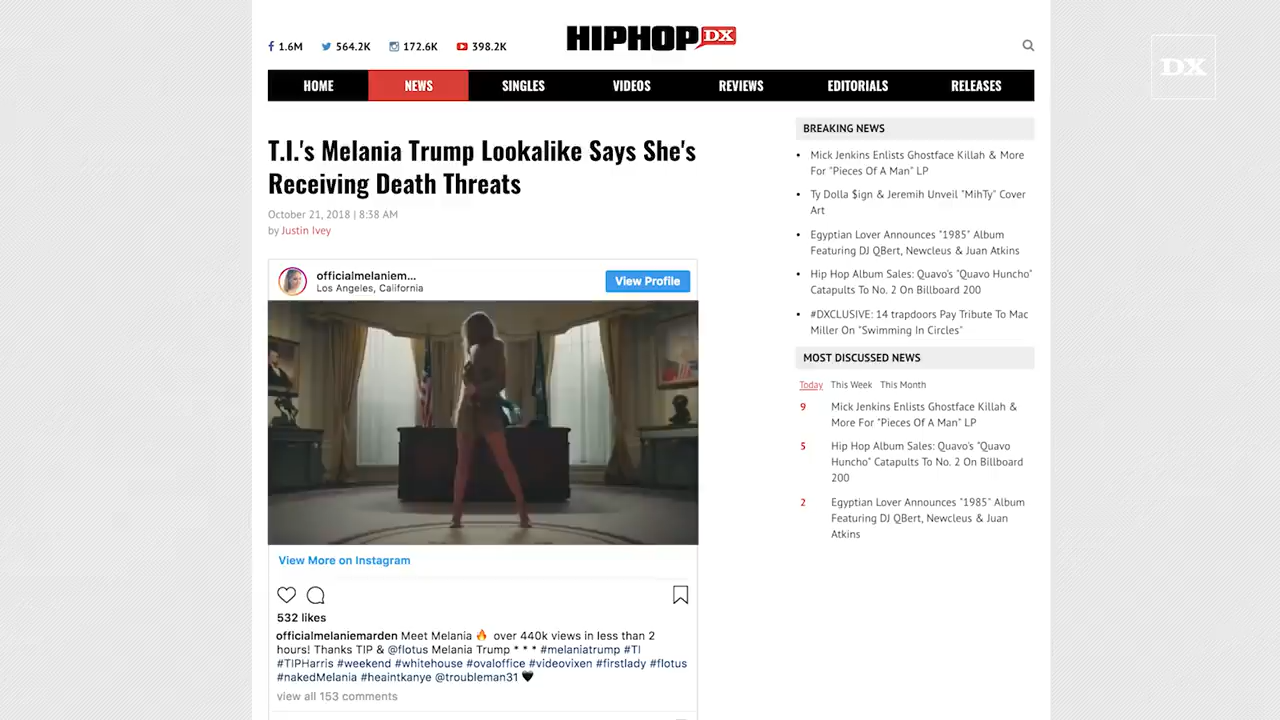 1.6M
564.2K
172.6K
398.2K
HIPHOPDX
DX
HOME
NEWS
SINGLES
VIDEOS
REVIEWS
EDITORIALS
RELEASES
T.I.'s Melania Trump Lookalike Says She's
Receiving Death Threats
October 21, 2018 | 8:38 AM
by Justin Ivey
officialmelaniem...
Los Angeles, California
View Profile
View More on Instagram
532 likes
officialmelaniemarden Meet Melania 🔥 over 440k views in less than 2
hours! Thanks TIP & @flotus Melania Trump * * * #melaniatrump #TI
#TIPHarris #weekend #whitehouse #ovaloffice #videovixen #firstlady #flotus
#nakedMelania #heaintkanye @troubleman31 🖤
view all 153 comments
BREAKING NEWS
• Mick Jenkins Enlists Ghostface Killah & More
For "Pieces Of A Man" LP
• Ty Dolla $ign & Jeremih Unveil "MihTy" Cover
Art
• Egyptian Lover Announces "1985" Album
Featuring DJ QBert, Newcleus & Juan Atkins
• Hip Hop Album Sales: Quavo's "Quavo Huncho"
Catapults To No. 2 On Billboard 200
• #DXCLUSIVE: 14 trapdoors Pay Tribute To Mac
Miller On "Swimming In Circles"
MOST DISCUSSED NEWS
Today This Week This Month
9 Mick Jenkins Enlists Ghostface Killah &
More For "Pieces Of A Man" LP
5 Hip Hop Album Sales: Quavo's "Quavo
Huncho" Catapults To No. 2 On Billboard
200
2 Egyptian Lover Announces "1985" Album
Featuring DJ QBert, Newcleus & Juan
Atkins